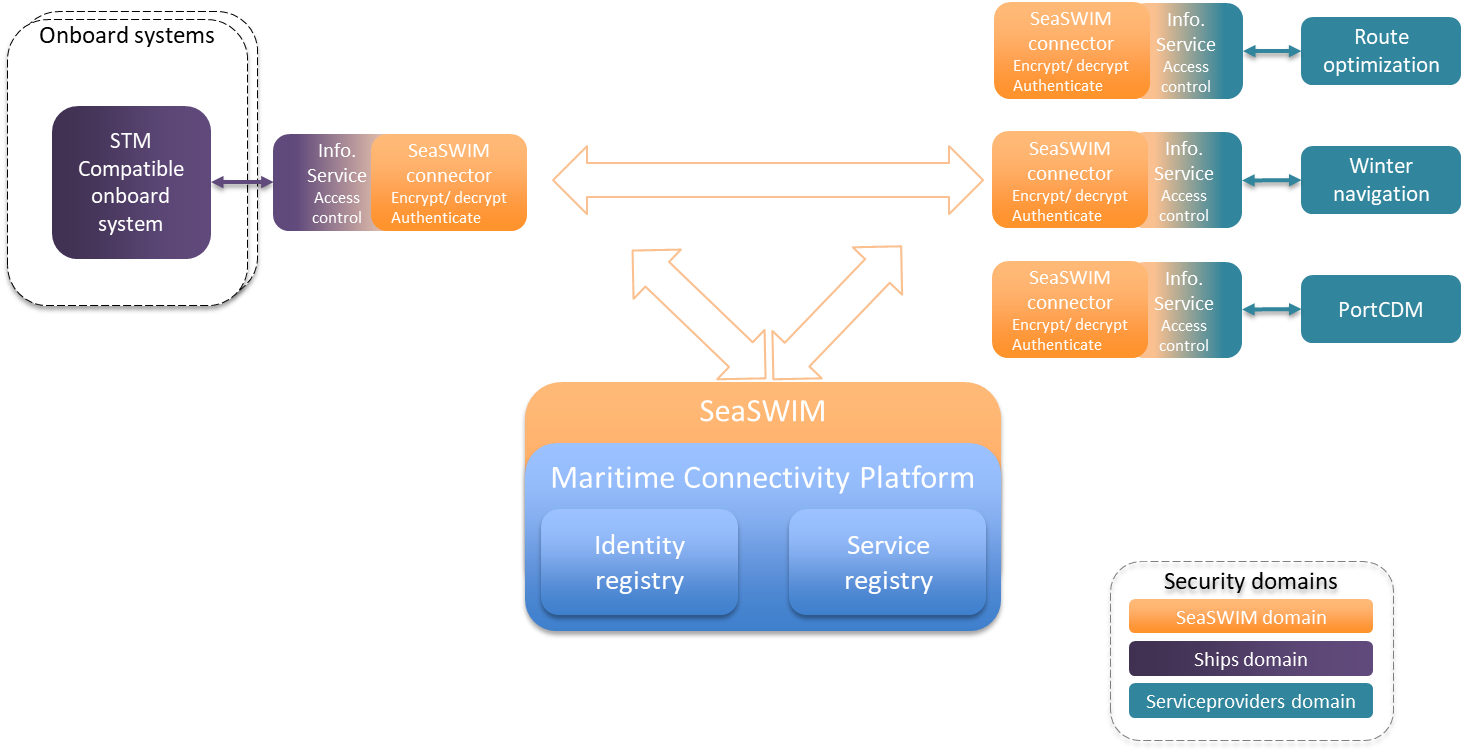 Onboard systems
STM
Compatible
onboard
system
Info.
Service
Access
control
SeaSWIM
connector
Encrypt/ decrypt
Authenticate
SeaSWIM
connector
Encrypt/ decrypt
Authenticate
Info.
Service
Access
control
Route
optimization
SeaSWIM
connector
Encrypt/ decrypt
Authenticate
Info.
Service
Access
control
Winter
navigation
SeaSWIM
connector
Encrypt/ decrypt
Authenticate
Info.
Service
Access
control
PortCDM
SeaSWIM
Maritime Connectivity Platform
Identity
registry
Service
registry
Security domains
SeaSWIM domain
Ships domain
Serviceproviders domain